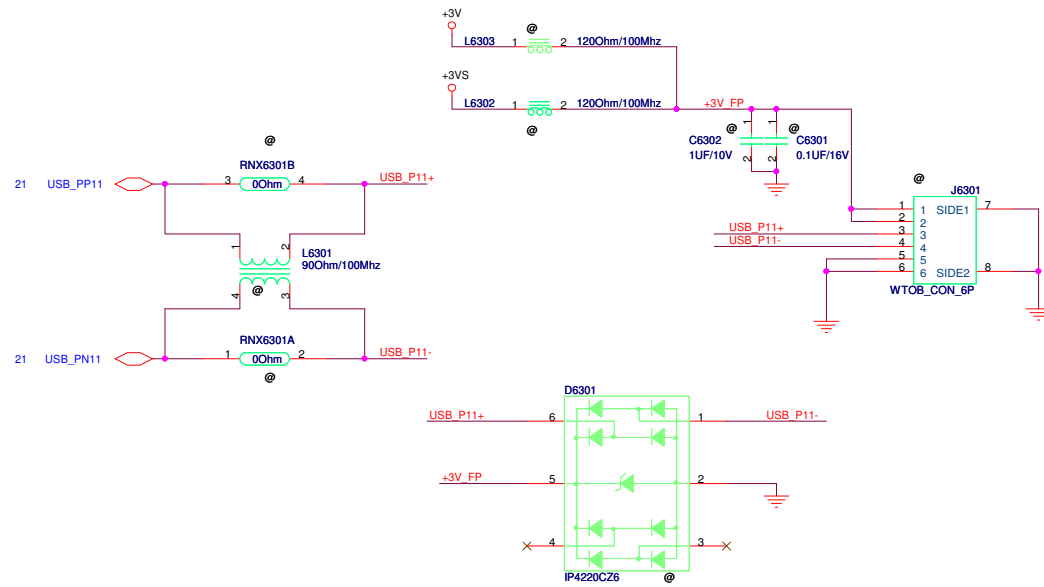 +3V
@
L6303 1 2 120Ohm/100Mhz
+3VS
L6302 1 2 120Ohm/100Mhz
@
+3V_FP
@ @
C6302 C6301
1UF/10V 0.1UF/16V
1 1
2 2
@
RNX6301B
21 USB_PP11 3 0Ohm 4 USB_P11+
1 2
L6301
90Ohm/100Mhz
4 @ 3
RNX6301A
21 USB_PN11 1 0Ohm 2 USB_P11-
@
@
J6301
1 1 SIDE1 7
2 2
USB_P11+ 3 3
USB_P11- 4 4
5 5
6 6 SIDE2 8
WTOB_CON_6P
D6301
USB_P11+ 6 1 USB_P11-
+3V_FP 5 2
4 3
IP4220CZ6 @